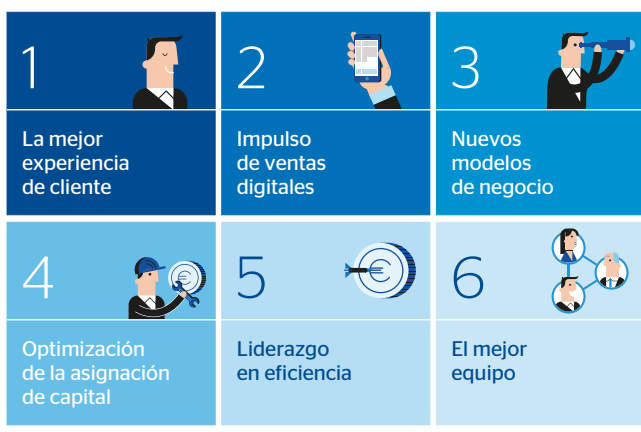 1
La mejor
experiencia
de cliente
2
Impulso
de ventas
digitales
3
Nuevos
modelos
de negocio
4
Optimización
de la asignación
de capital
€
5
Liderazgo
en eficiencia
€
6
El mejor
equipo